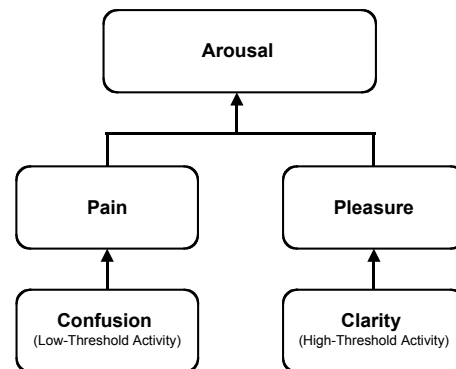 Arousal
Pain
Pleasure
Confusion
(Low-Threshold Activity)
Clarity
(High-Threshold Activity)